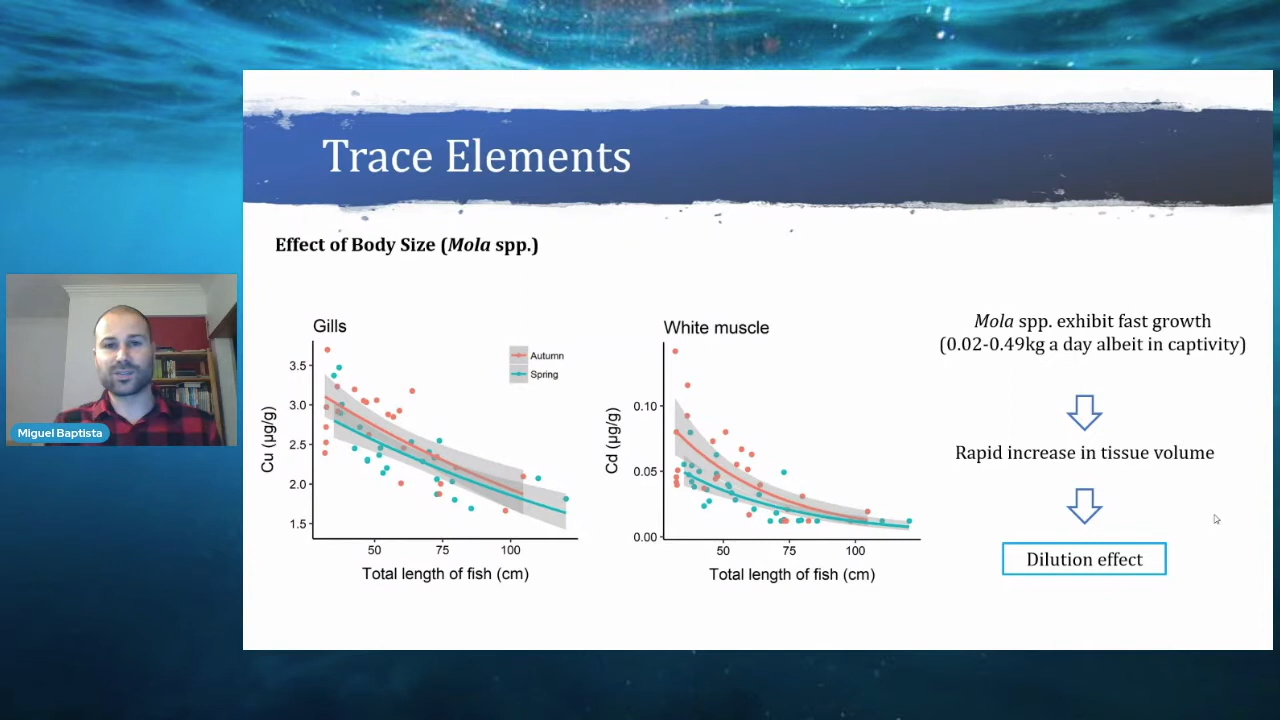 Trace Elements
Effect of Body Size (Mola spp.)
Gills
Autumn
Spring
3.5
3.0
2.5
2.0
1.5
Cu (µg/g)
50
75
100
Total length of fish (cm)
White muscle
0.10
0.05
0.00
Cd (µg/g)
50
75
100
Total length of fish (cm)
Mola spp. exhibit fast growth
(0.02-0.49kg a day albeit in captivity)
Rapid increase in tissue volume
Dilution effect
Miguel Baptista